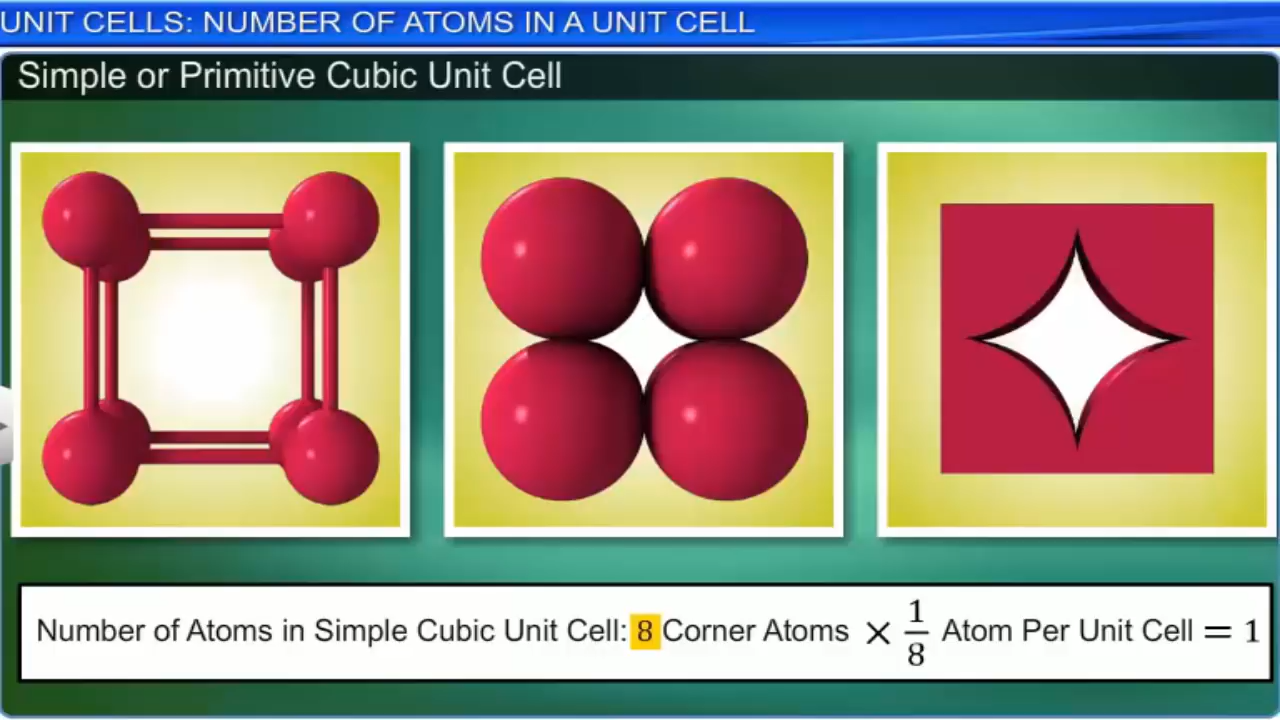 UNIT CELLS: NUMBER OF ATOMS IN A UNIT CELL
Simple or Primitive Cubic Unit Cell
Number of Atoms in Simple Cubic Unit Cell: 8 Corner Atoms × 1/8 Atom Per Unit Cell = 1